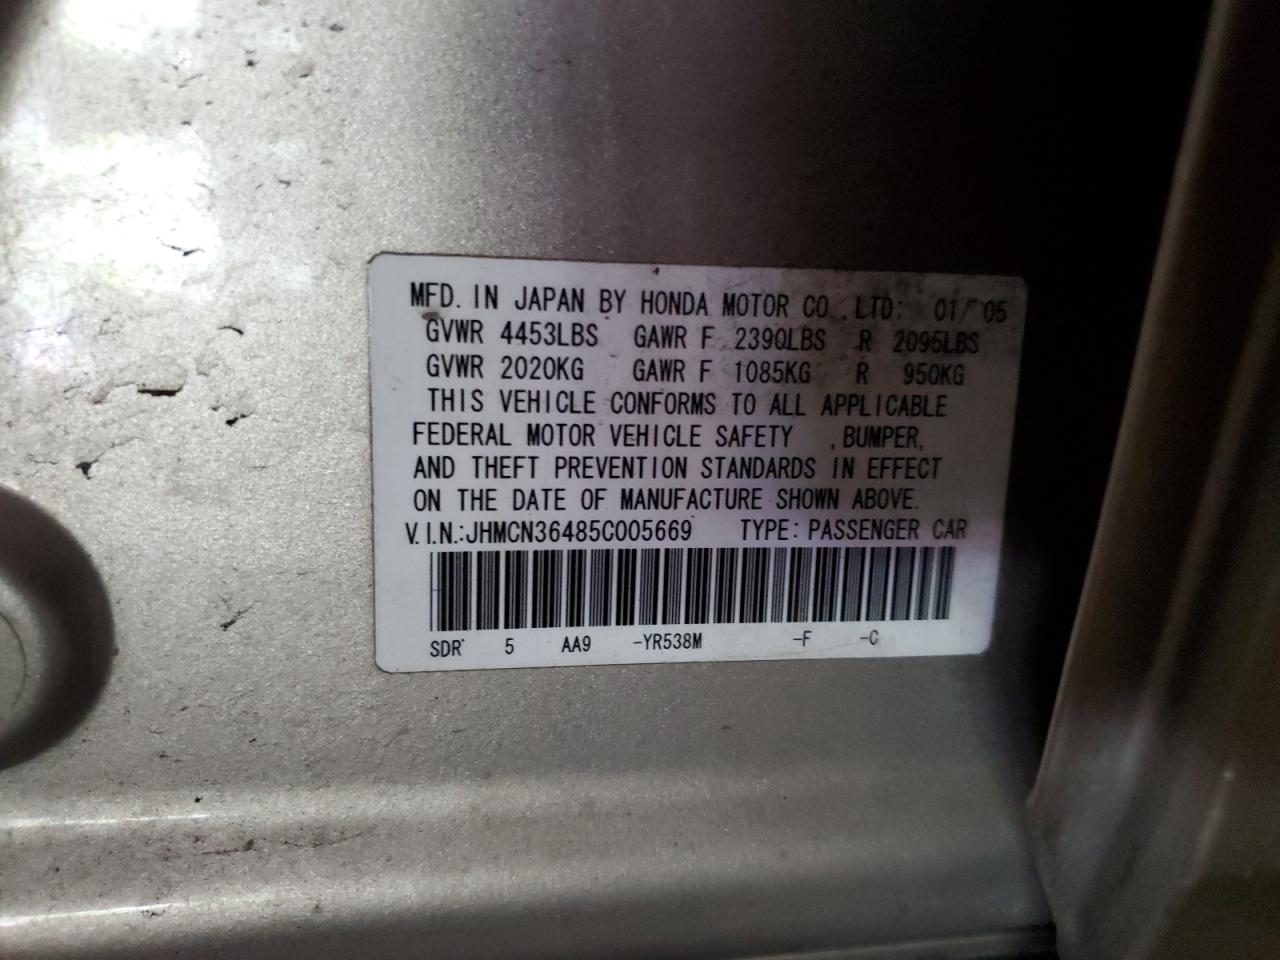 MFD. IN JAPAN BY HONDA MOTOR CO.,LTD: 01/ 05
GVWR 4453LBS GAWR F 2390LBS R 2095LBS
GVWR 2020KG GAWR F 1085KG R 950KG
THIS VEHICLE CONFORMS TO ALL APPLICABLE
FEDERAL MOTOR VEHICLE SAFETY , BUMPER,
AND THEFT PREVENTION STANDARDS IN EFFECT
ON THE DATE OF MANUFACTURE SHOWN ABOVE.
V.I.N.:JHMCN36485C005669 TYPE: PASSENGER CAR
SDR* 5 AA9 -YR538M -F -C